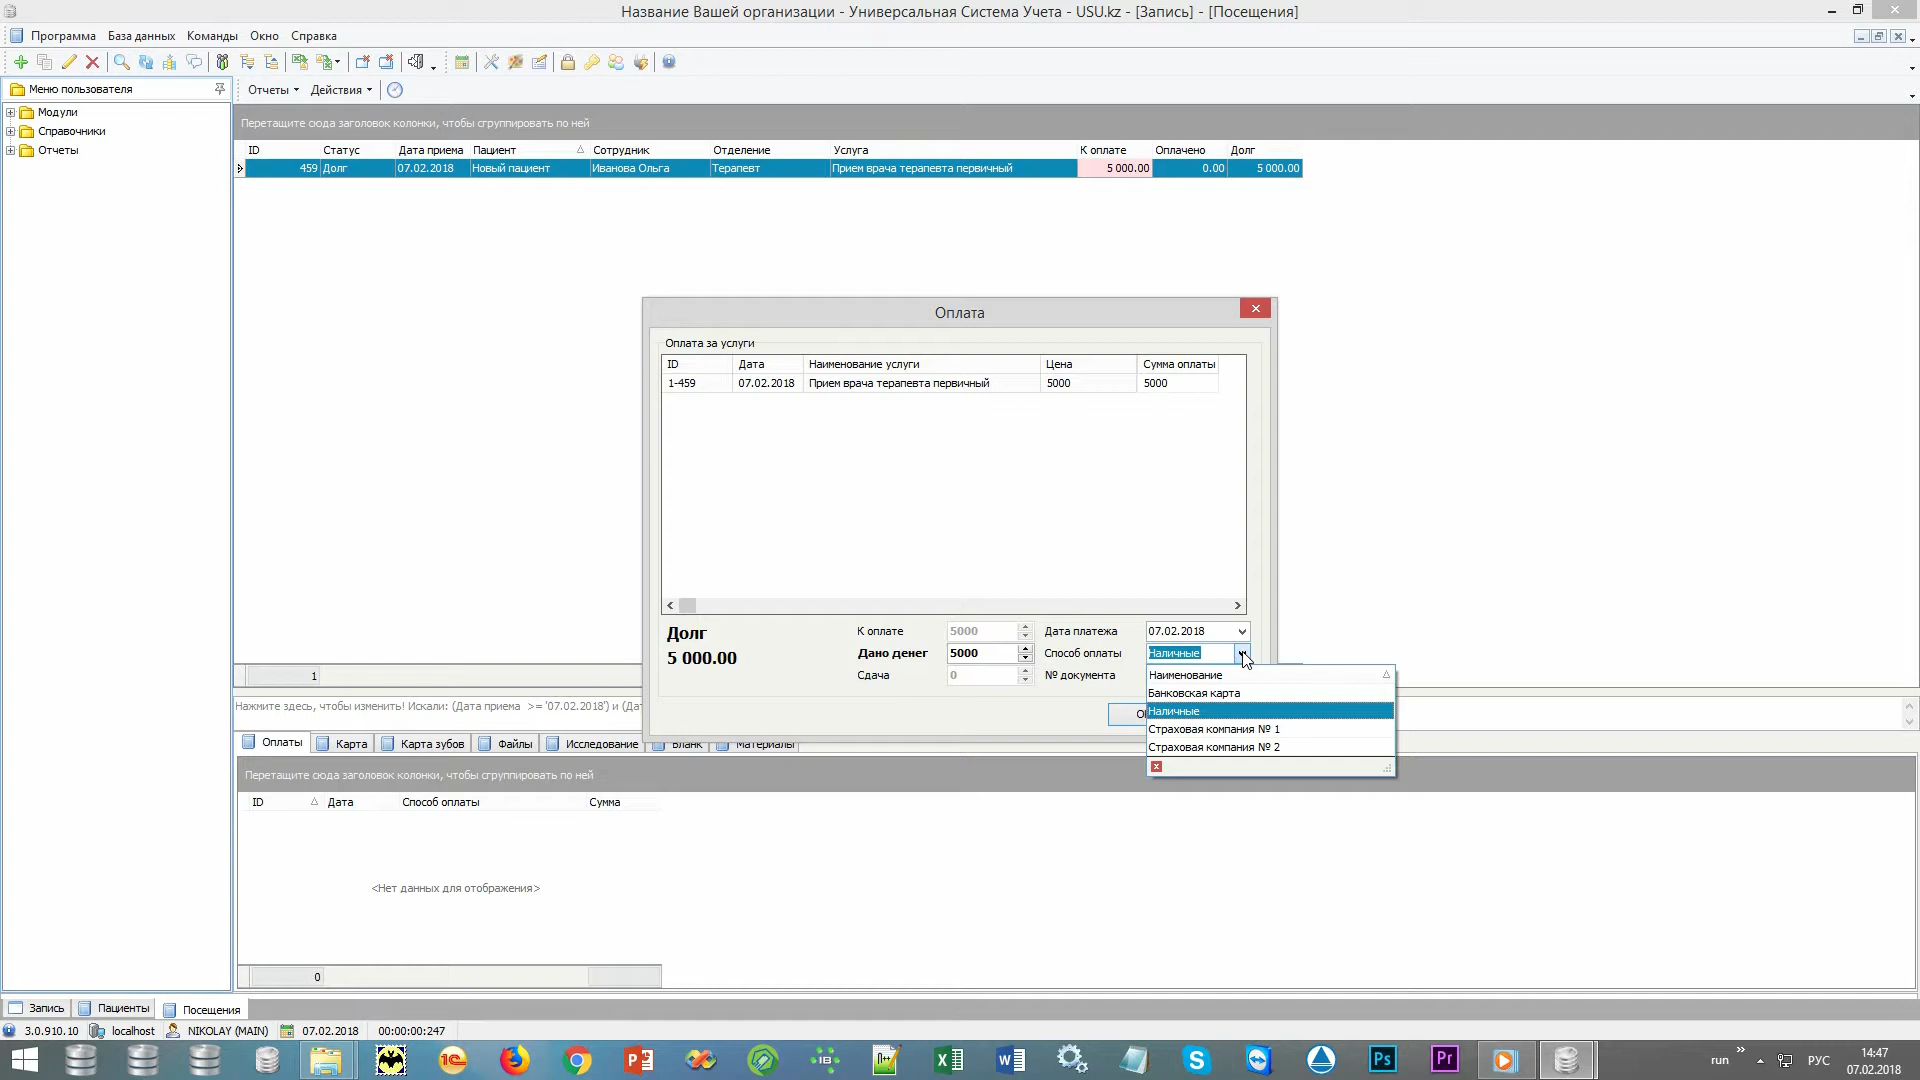 Название Вашей организации - Универсальная Система Учета - USU.kz - [Запись] - [Посещения]
Программа База данных Команды Окно Справка
Меню пользователя
Отчеты Действия
Модули
Справочники
Отчеты
Перетащите сюда заголовок колонки, чтобы сгруппировать по ней
ID Статус Дата приема Пациент Сотрудник Отделение Услуга К оплате Оплачено Долг
459 Долг 07.02.2018 Новый пациент Иванова Ольга Терапевт Прием врача терапевта первичный 5 000.00 0.00 5 000.00
Оплата
Оплата за услуги
ID Дата Наименование услуги Цена Сумма оплаты
1-459 07.02.2018 Прием врача терапевта первичный 5000 5000
Долг
5 000.00
К оплате 5000 Дата платежа 07.02.2018
Дано денег 5000 Способ оплаты Наличные
Сдача 0 № документа
Наименование
Банковская карта
Наличные
Страховая компания № 1
Страховая компания № 2
1
Нажмите здесь, чтобы изменить! Искали: (Дата приема >= '07.02.2018') и (Дат
Оплаты Карта Карта зубов Файлы Исследование Бланк Материалы
Перетащите сюда заголовок колонки, чтобы сгруппировать по ней
ID Дата Способ оплаты Сумма
<Нет данных для отображения>
0
Запись Пациенты Посещения
3.0.910.10 localhost NIKOLAY (MAIN) 07.02.2018 00:00:00:247
run РУС 14:47
07.02.2018